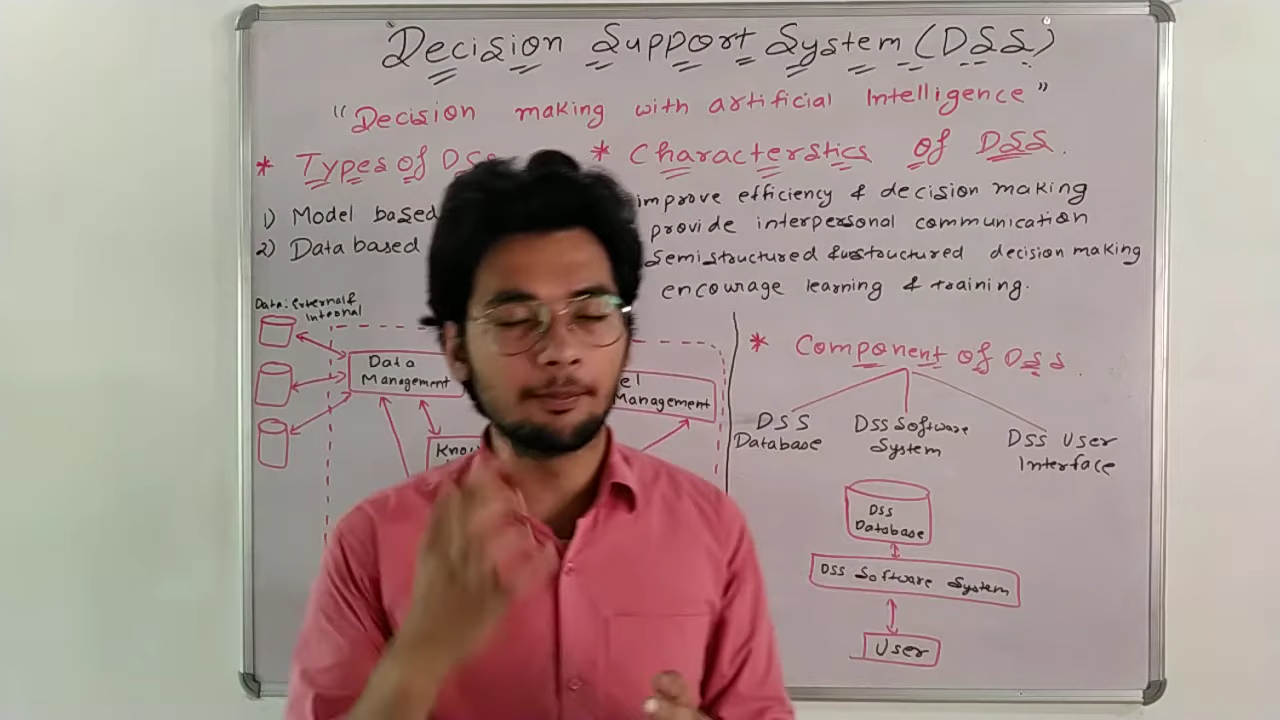 Decision Support System (DSS)
"Decision making with artificial Intelligence"
* Types of DSS
1) Model based
2) Data based
* Characterstics of DSS.
improve efficiency & decision making
provide interpersonal communication
Semistructured & decision making
encourage learning & training.
Data: External &
Internal
Data
Management
Management
* Component of DSS.
DSS
Database
DSS Software
System
DSS User
Interface
DSS
Database
DSS Software System
User